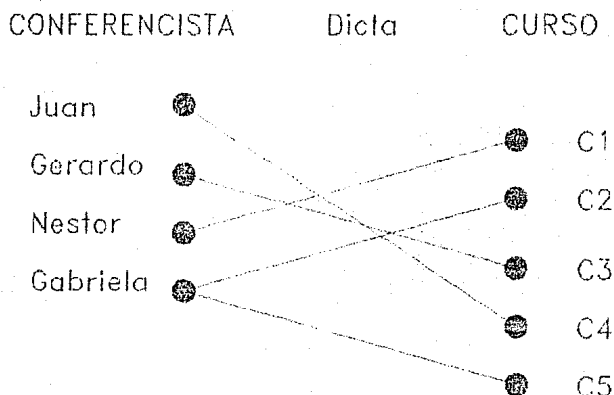 CONFERENCISTA Dicta CURSO
Juan
Gerardo
Nestor
Gabriela
C1
C2
C3
C4
C5